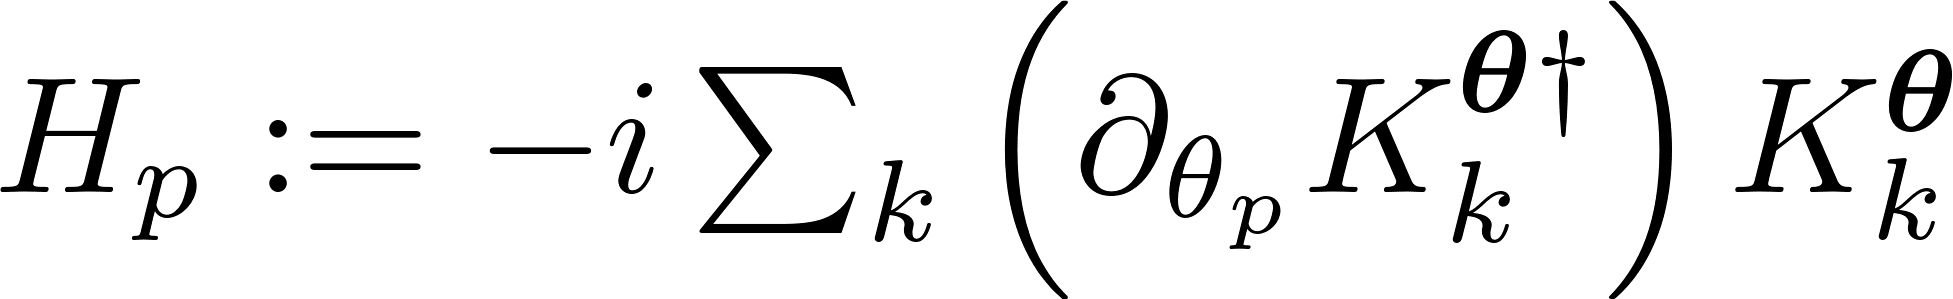 $H_p := -i \sum_k \left( \partial_{\theta_p} K_k^{\boldsymbol{\theta}\dagger} \right) K_k^{\boldsymbol{\theta}}$